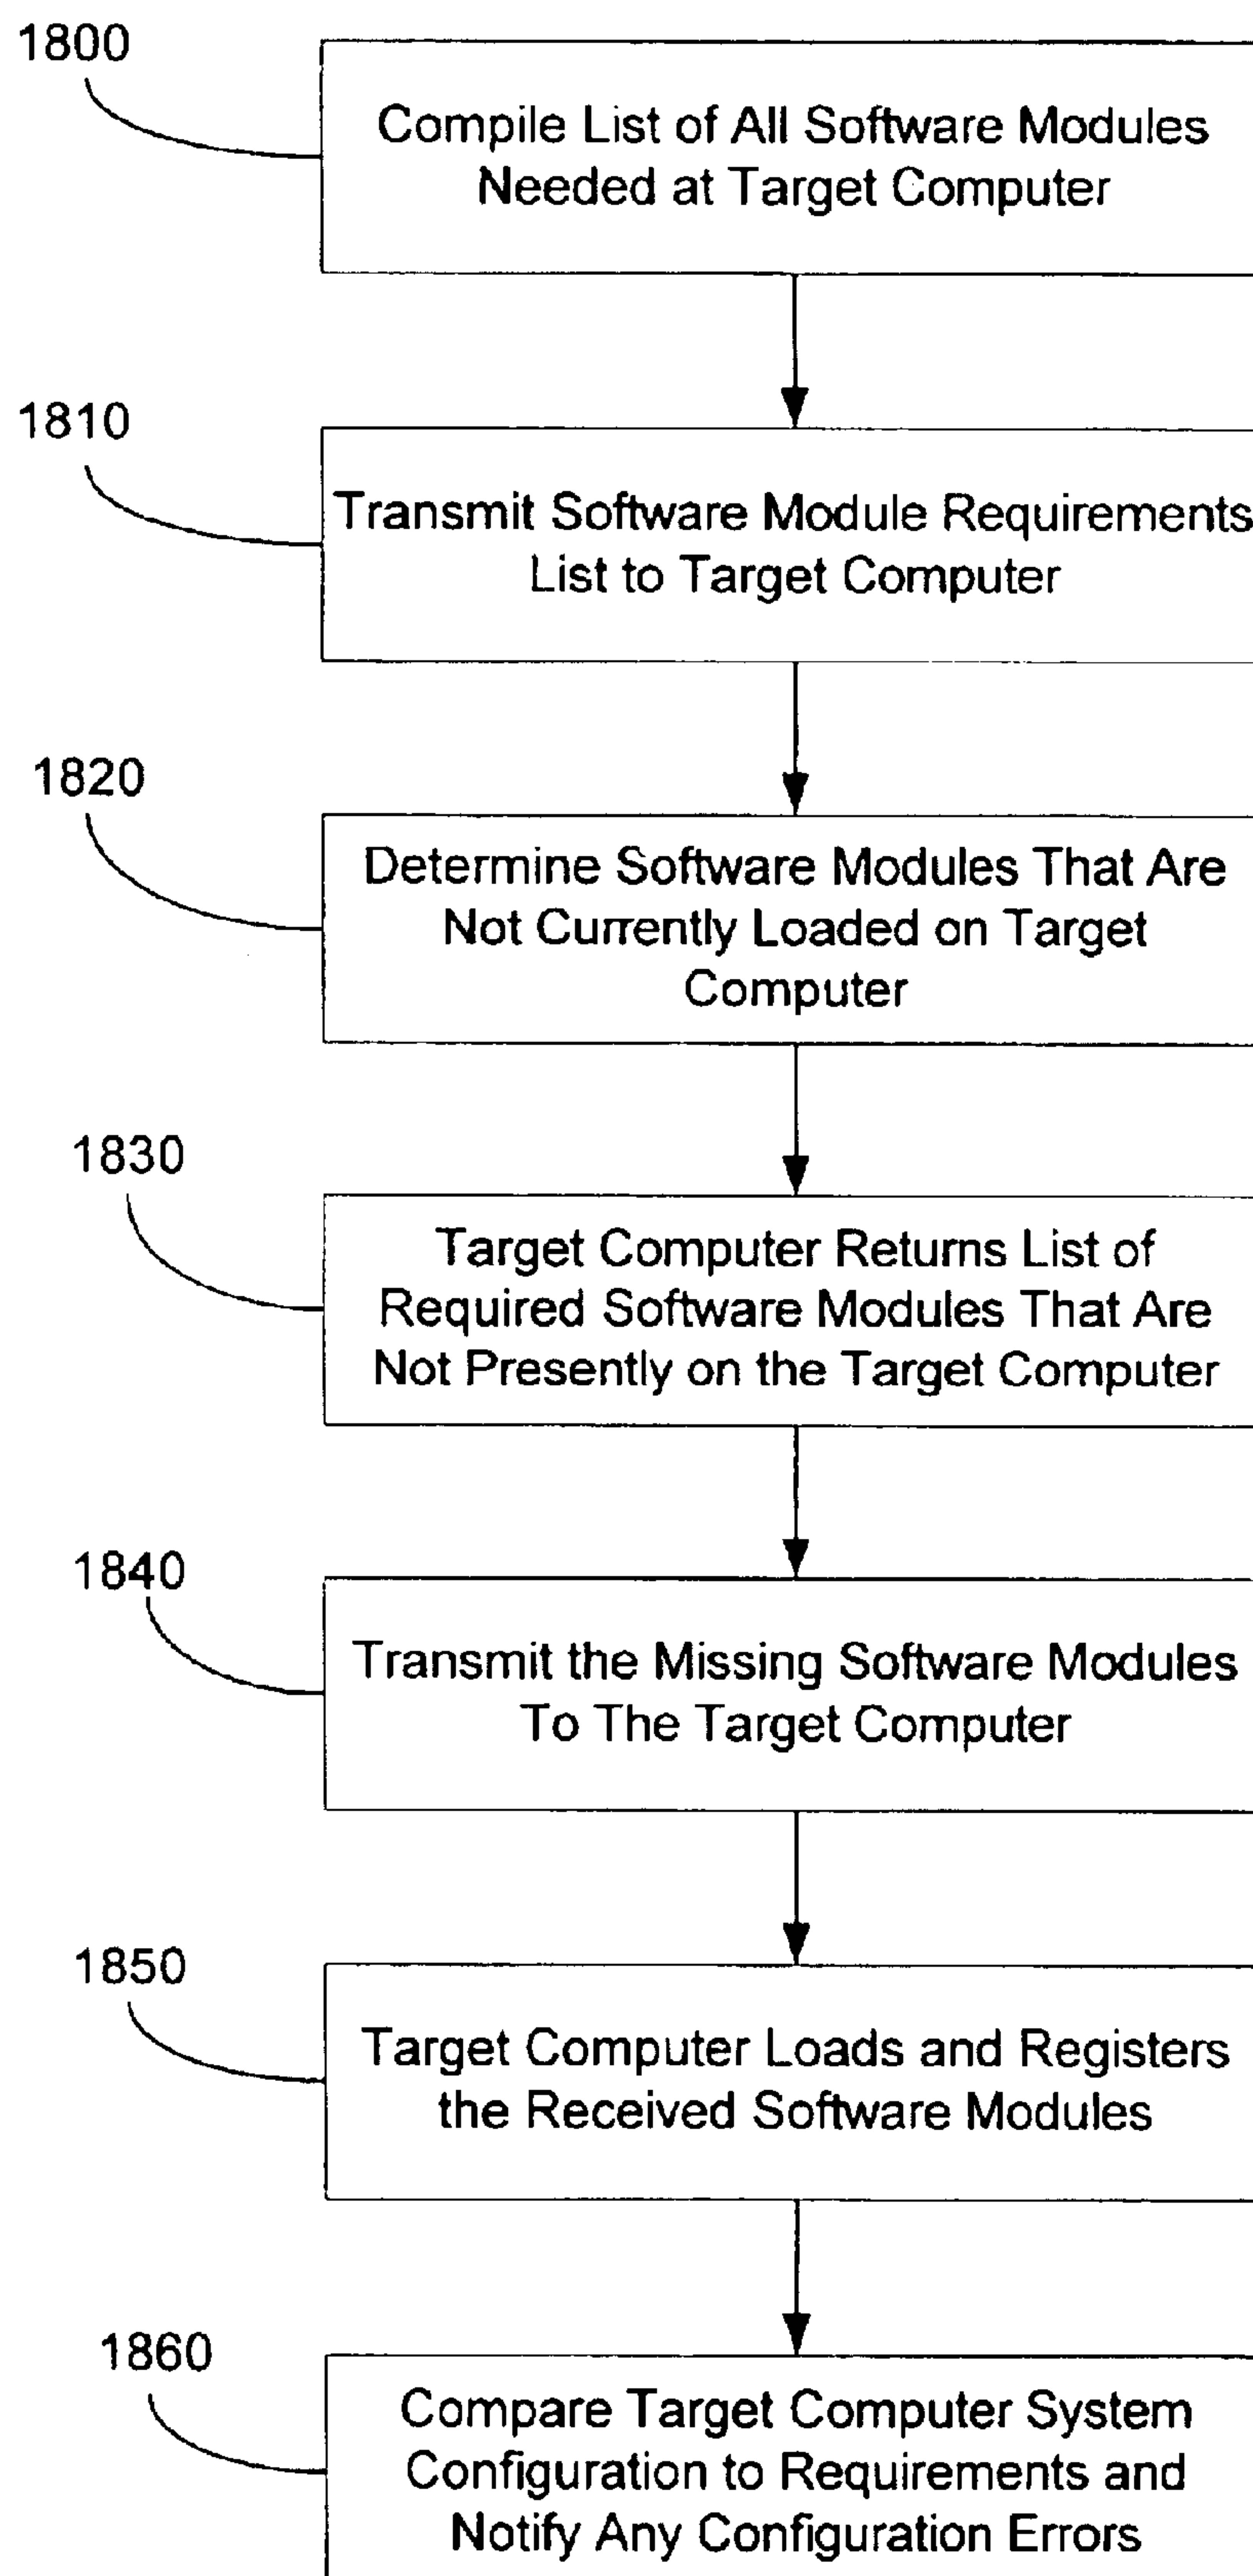 1800
Compile List of All Software Modules
Needed at Target Computer
1810
Transmit Software Module Requirements
List to Target Computer
1820
Determine Software Modules That Are
Not Currently Loaded on Target
Computer
1830
Target Computer Returns List of
Required Software Modules That Are
Not Presently on the Target Computer
1840
Transmit the Missing Software Modules
To The Target Computer
1850
Target Computer Loads and Registers
the Received Software Modules
1860
Compare Target Computer System
Configuration to Requirements and
Notify Any Configuration Errors